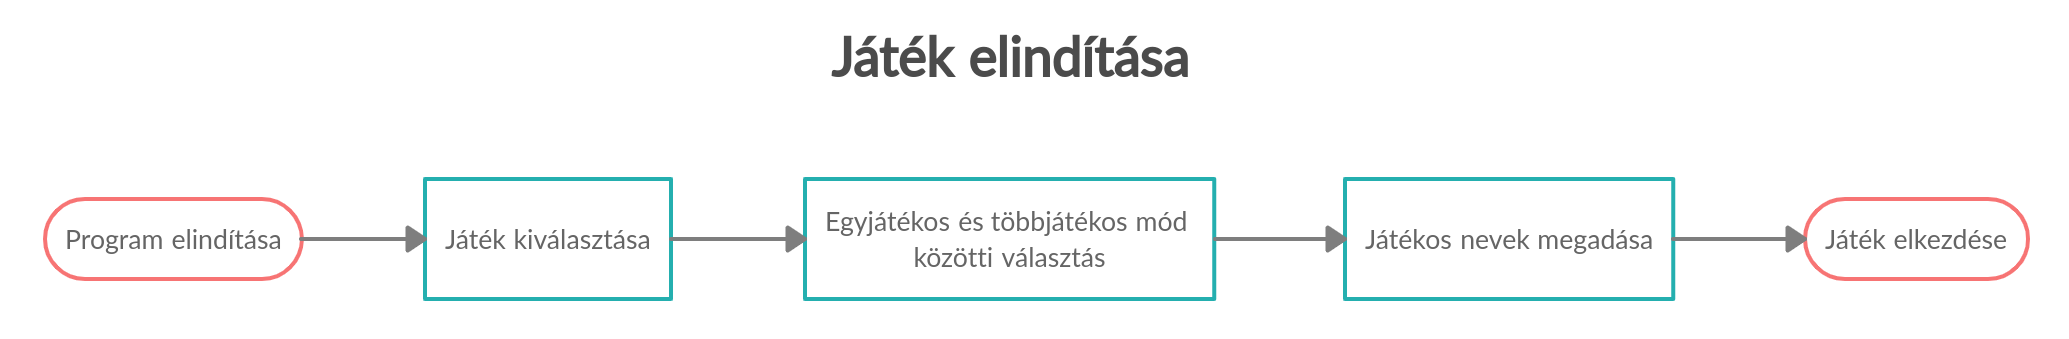 Játék elindítása
Program elindítása
Játék kiválasztása
Egyjátékos és többjátékos mód
közötti választás
Játékos nevek megadása
Játék elkezdése